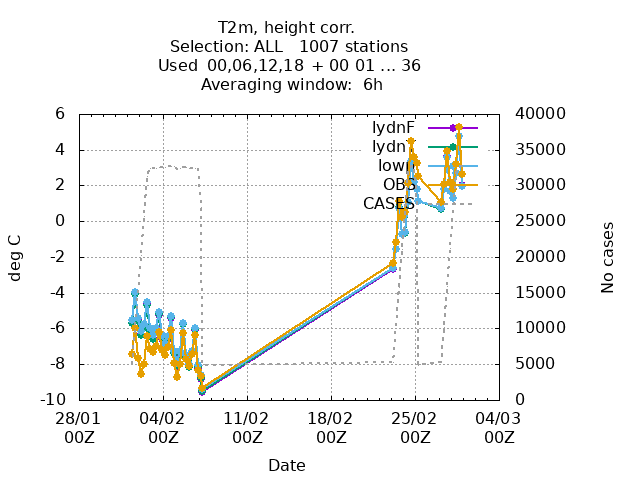 T2m, height corr.
Selection: ALL   1007 stations
Used  00,06,12,18 + 00 01 ... 36
Averaging window:  6h
lydnF
lydn
lown
OBS
CASES
6
4
2
0
-2
-4
-6
-8
-10
40000
35000
30000
25000
20000
15000
10000
5000
0
deg C
No cases
28/01 04/02 11/02 18/02 25/02 04/03
00Z 00Z 00Z 00Z 00Z 00Z
Date